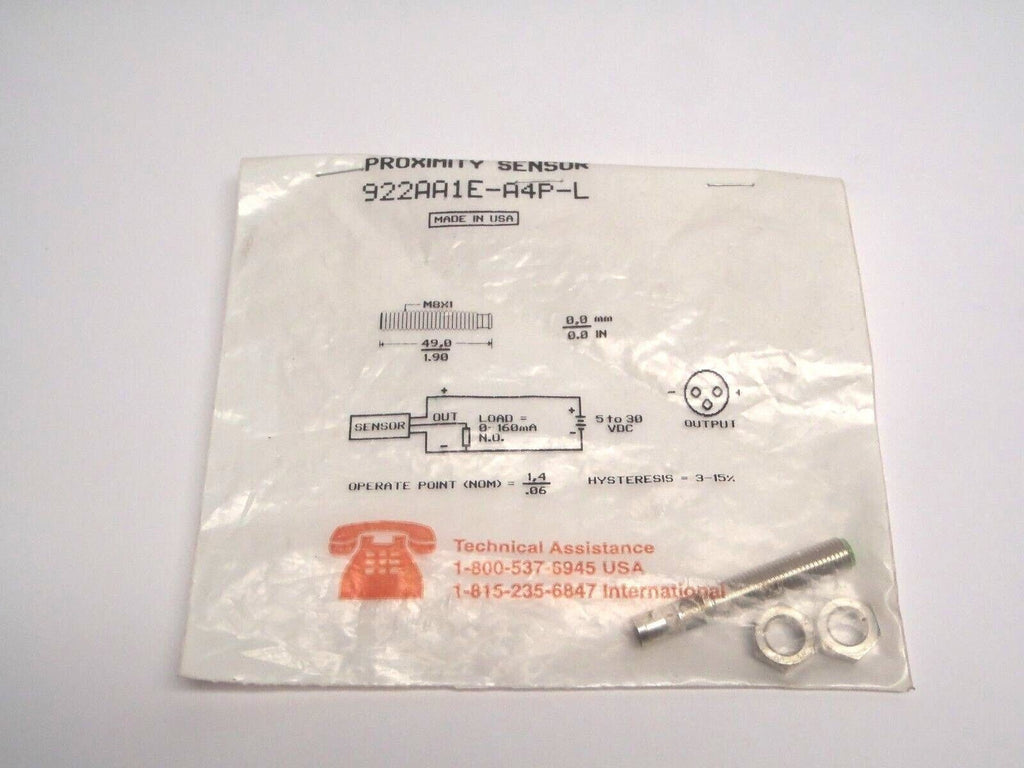 PROXIMITY SENSOR
922AA1E-A4P-L
MADE IN USA
M8X1
49,0
1.90
0,0 mm
0.0 IN
+
SENSOR
OUT
-
LOAD =
0-160mA
N.O.
+
-
5 to 30
VDC
- +
OUTPUT
OPERATE POINT (NOM) = 1,4
.06
HYSTERESIS = 3-15%
Technical Assistance
1-800-537-6945 USA
1-815-235-6847 International